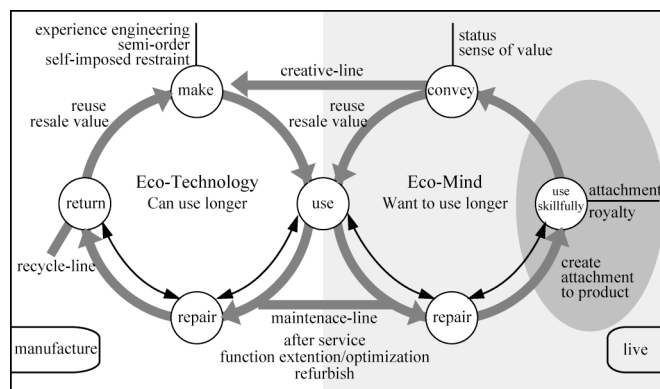 experience engineering
semi-order
self-imposed restraint
status
sense of value
make
creative-line
convey
reuse
resale value
reuse
resale value
Eco-Technology
Can use longer
Eco-Mind
Want to use longer
return
use
use
skillfully
attachment
royalty
recycle-line
create
attachment
to product
repair
maintenace-line
repair
manufacture
after service
function extention/optimization
refurbish
live